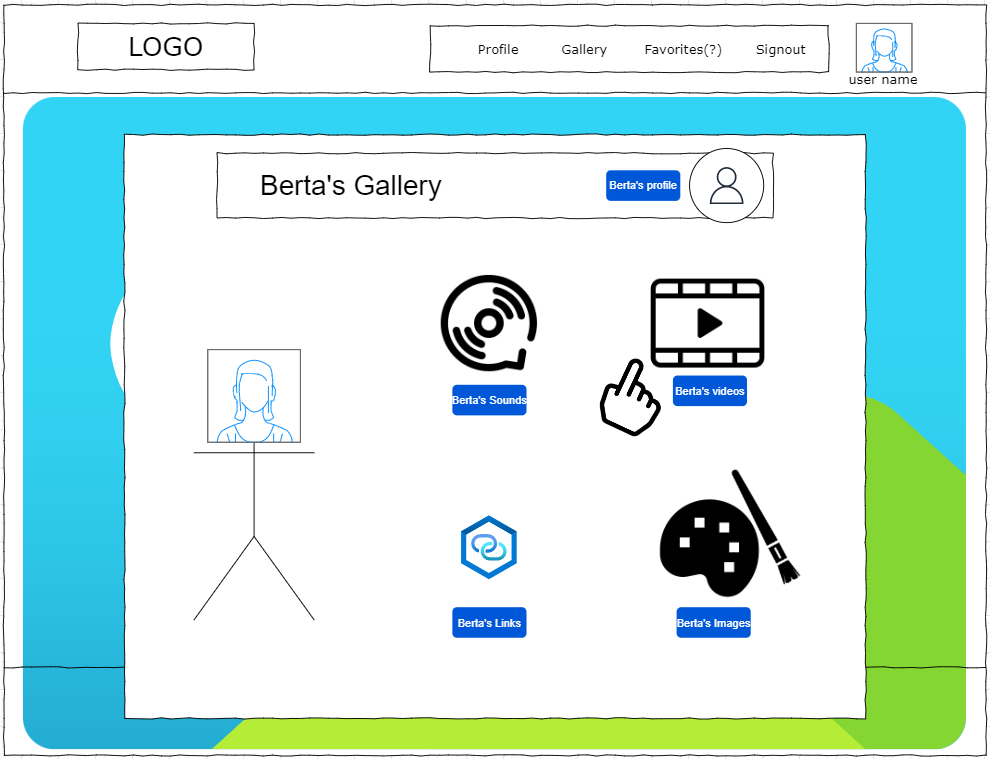 LOGO
Profile
Gallery
Favorites(?)
Signout
user name
Berta's Gallery
Berta's profile
Berta's Sounds
Berta's videos
Berta's Links
Berta's Images